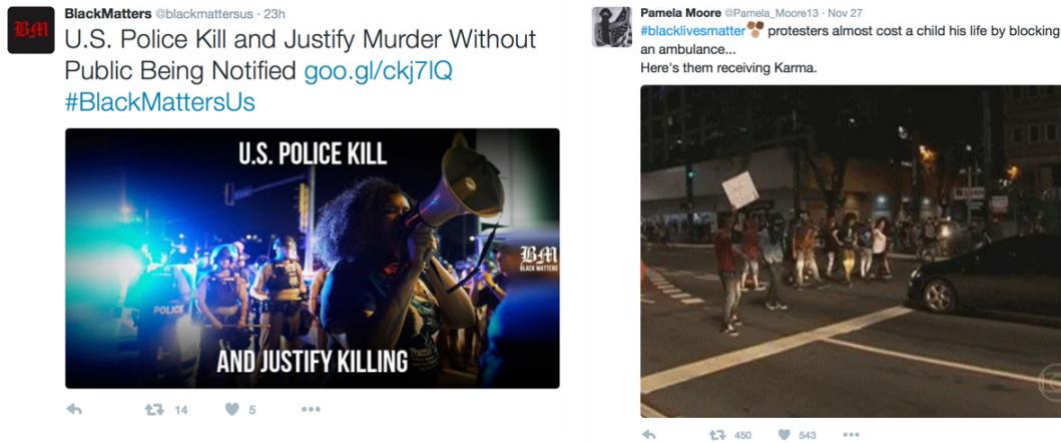 BM
BlackMatters @blackmattersus · 23h
U.S. Police Kill and Justify Murder Without
Public Being Notified goo.gl/ckj7lQ
#BlackMattersUs
U.S. POLICE KILL
POLICE
BM
BLACK MATTERS
AND JUSTIFY KILLING
14 5
Pamela Moore @Pamela_Moore13 · Nov 27
#blacklivesmatter protesters almost cost a child his life by blocking
an ambulance...
Here's them receiving Karma.
450 543